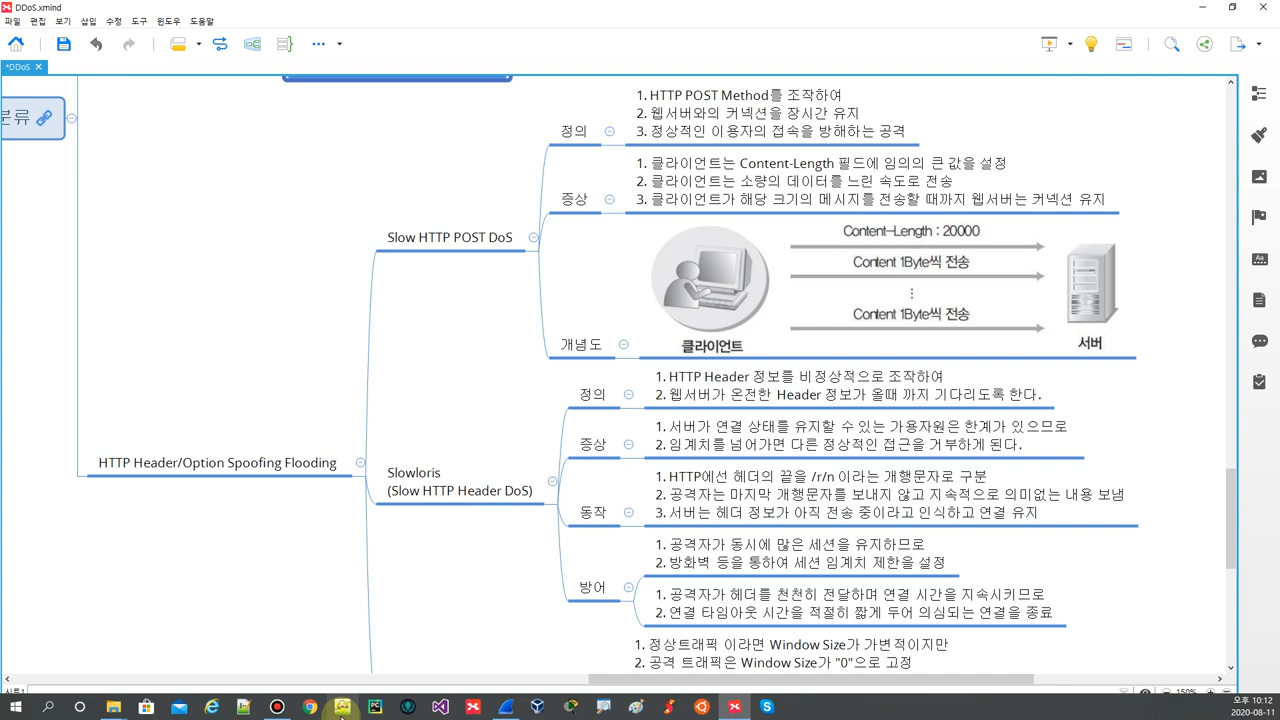 DDoS.xmind
파일 편집 보기 삽입 수정 도구 윈도우 도움말
*DDoS
분류
HTTP Header/Option Spoofing Flooding
Slow HTTP POST DoS
정의
1. HTTP POST Method를 조작하여
2. 웹서버와의 커넥션을 장시간 유지
3. 정상적인 이용자의 접속을 방해하는 공격
증상
1. 클라이언트는 Content-Length 필드에 임의의 큰 값을 설정
2. 클라이언트는 소량의 데이터를 느린 속도로 전송
3. 클라이언트가 해당 크기의 메시지를 전송할 때까지 웹서버는 커넥션 유지
개념도
Content-Length : 20000
Content 1Byte씩 전송
⋮
Content 1Byte씩 전송
클라이언트
서버
Slowloris
(Slow HTTP Header DoS)
정의
1. HTTP Header 정보를 비정상적으로 조작하여
2. 웹서버가 온전한 Header 정보가 올때 까지 기다리도록 한다.
증상
1. 서버가 연결 상태를 유지할 수 있는 가용자원은 한계가 있으므로
2. 임계치를 넘어가면 다른 정상적인 접근을 거부하게 된다.
동작
1. HTTP에선 헤더의 끝을 /r/n 이라는 개행문자로 구분
2. 공격자는 마지막 개행문자를 보내지 않고 지속적으로 의미없는 내용 보냄
3. 서버는 헤더 정보가 아직 전송 중이라고 인식하고 연결 유지
방어
1. 공격자가 동시에 많은 세션을 유지하므로
2. 방화벽 등을 통하여 세션 임계치 제한을 설정
1. 공격자가 헤더를 천천히 전달하며 연결 시간을 지속시키므로
2. 연결 타임아웃 시간을 적절히 짧게 두어 의심되는 연결을 종료
1. 정상트래픽 이라면 Window Size가 가변적이지만
2. 공격 트래픽은 Window Size가 "0"으로 고정
시트1
150%
오후 10:12
2020-08-11